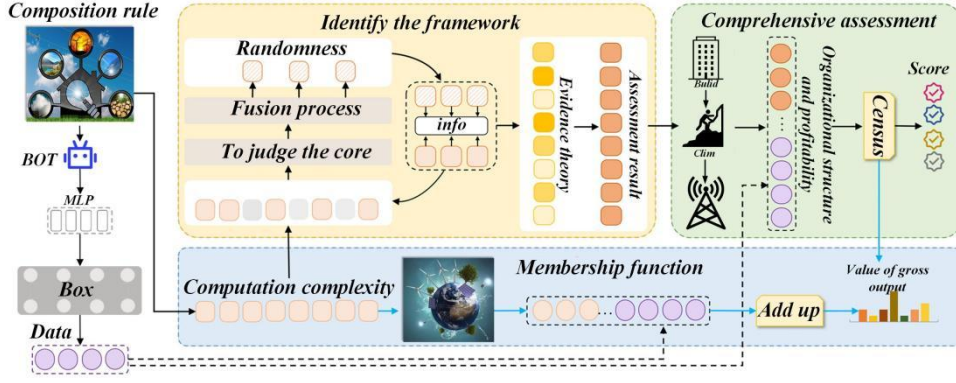 Composition rule
BOT
MLP
Box
Data
Identify the framework
Randomness
Fusion process
To judge the core
info
Evidence theory
Assessment result
Comprehensive assessment
Bulid
Clim
Organizational structure
and profitability
Census
Score
Computation complexity
Membership function
Add up
Value of gross
output